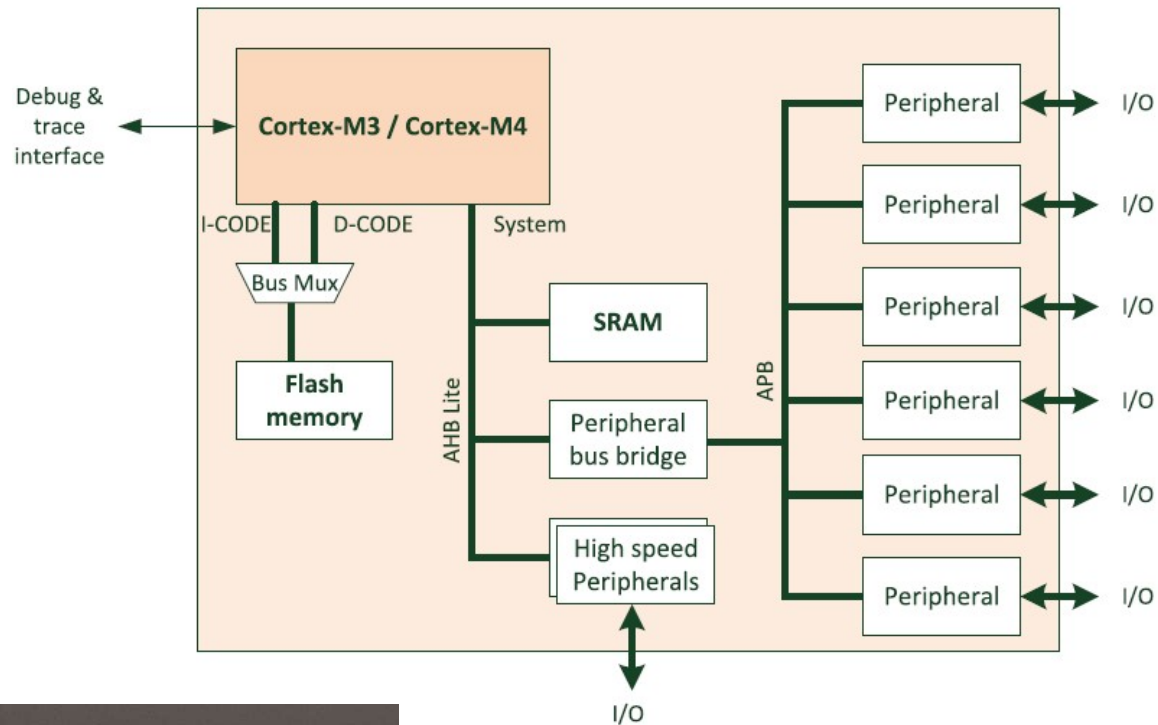 Debug &
trace
interface
Cortex-M3 / Cortex-M4
I-CODE
D-CODE
System
Bus Mux
Flash
memory
AHB Lite
SRAM
Peripheral
bus bridge
High speed
Peripherals
I/O
APB
Peripheral
I/O
Peripheral
I/O
Peripheral
I/O
Peripheral
I/O
Peripheral
I/O
Peripheral
I/O